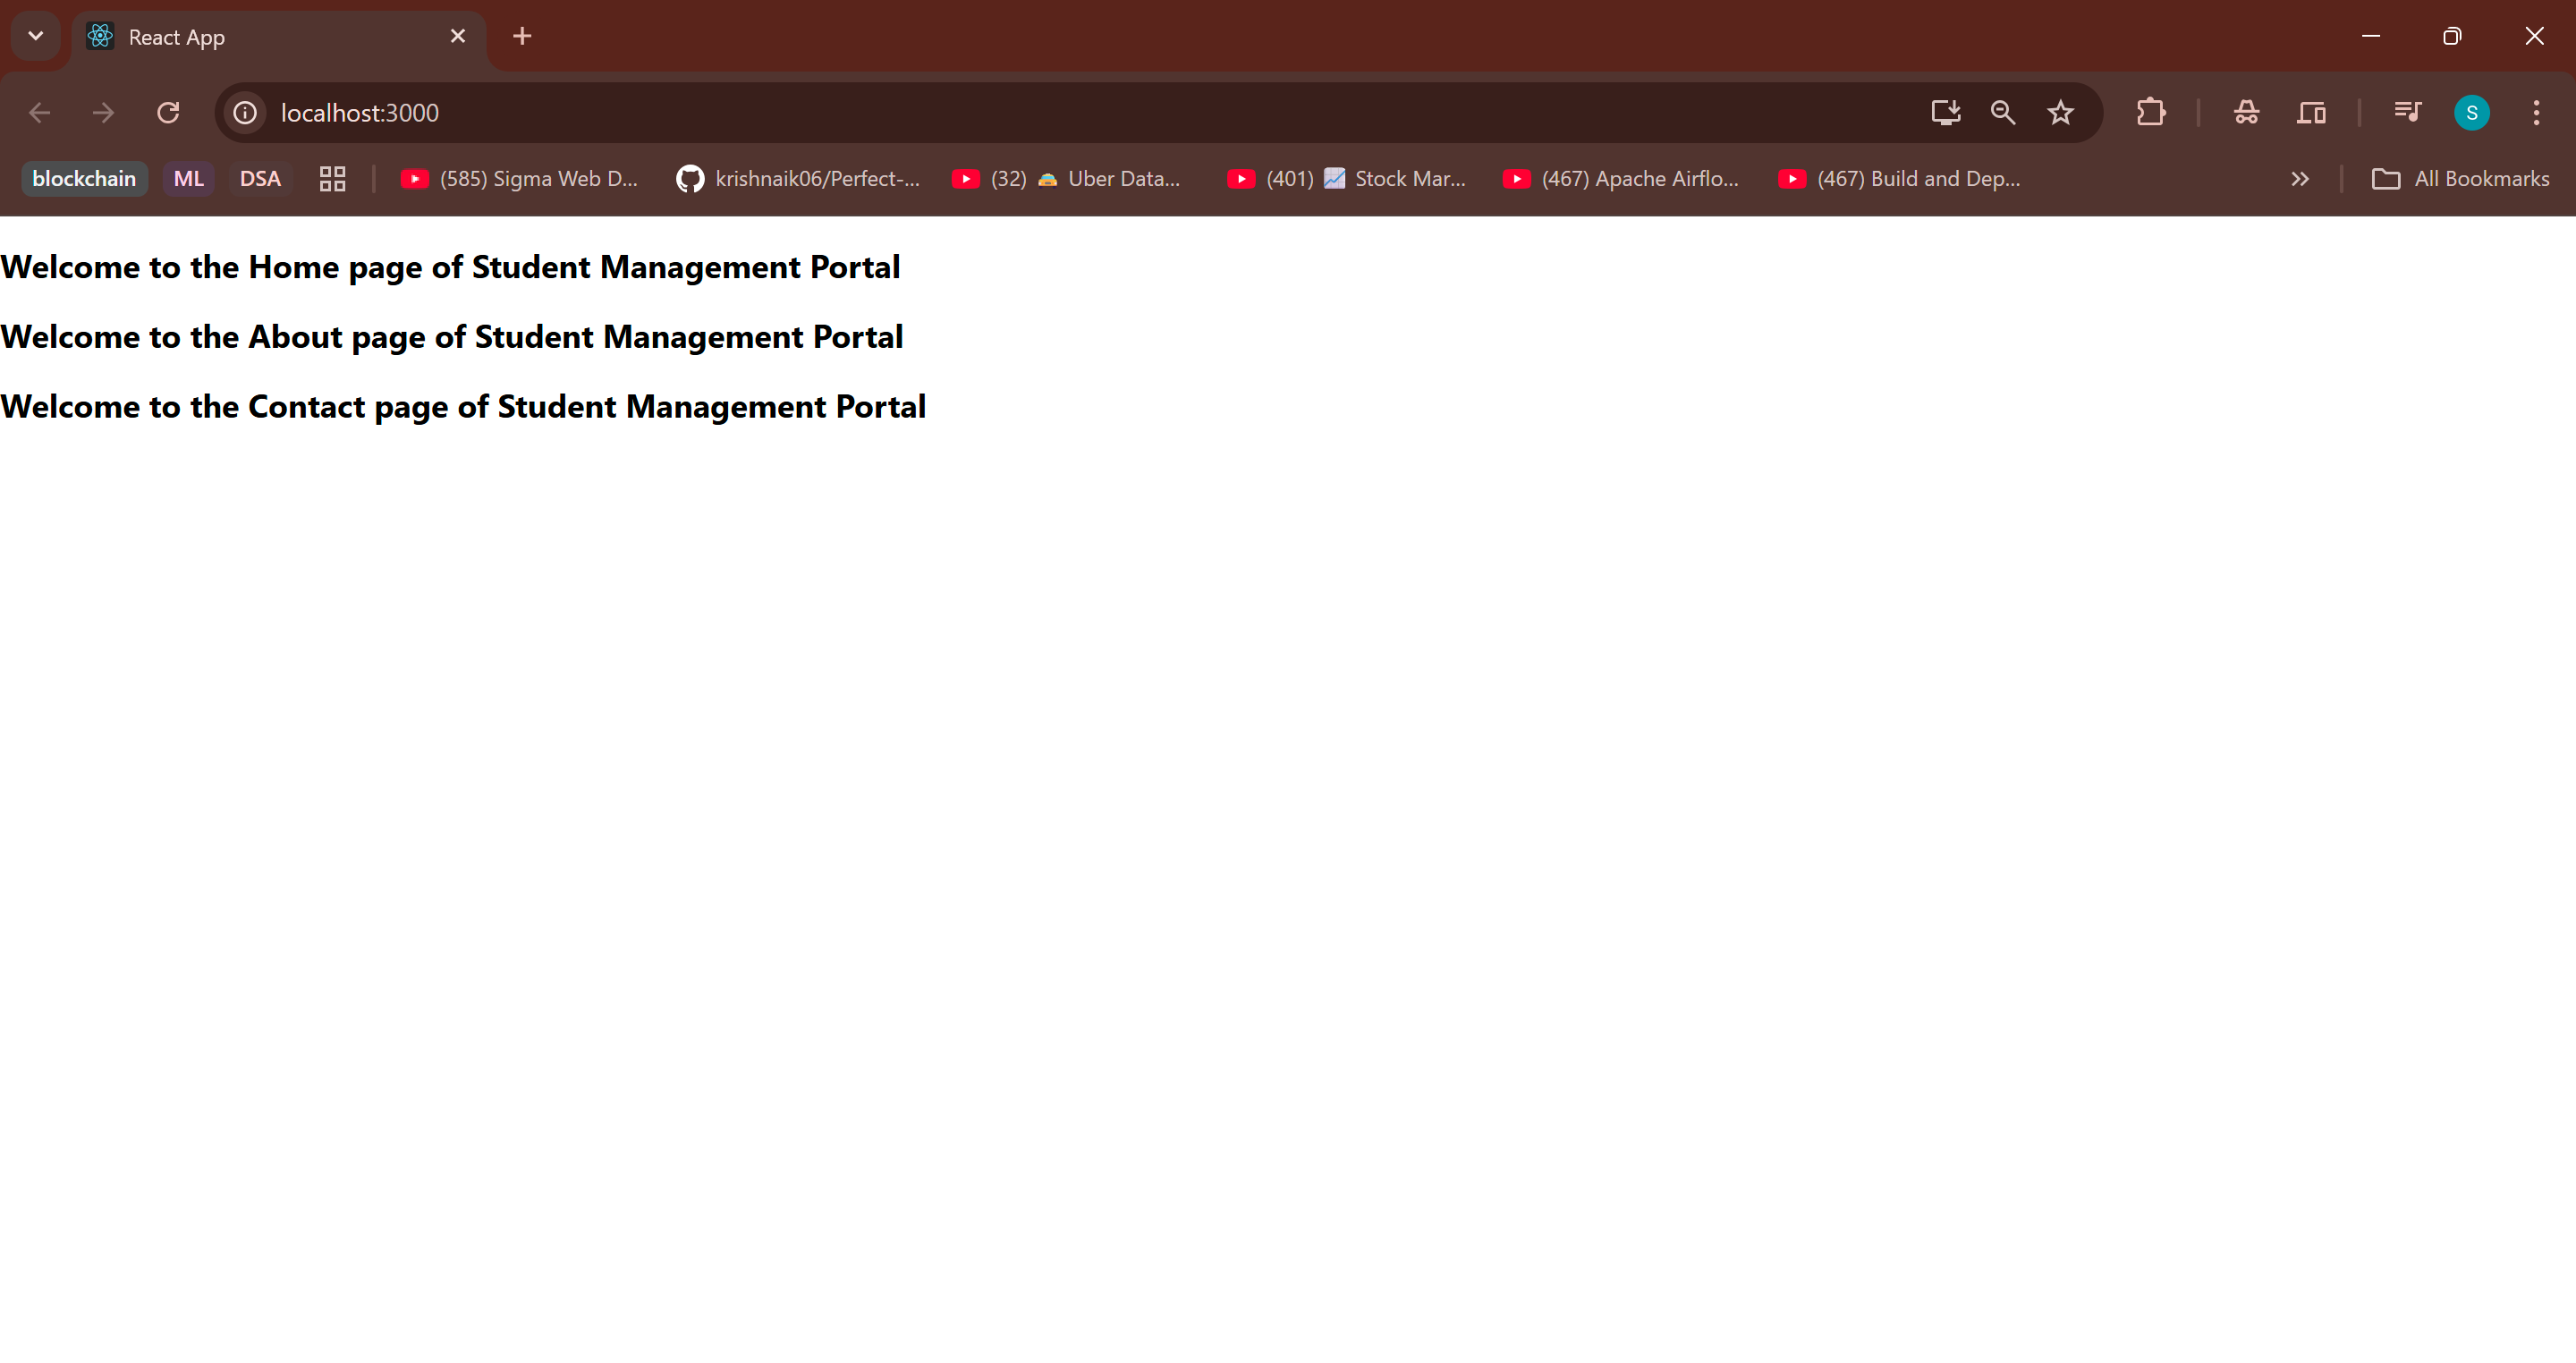 React App
localhost:3000
S
blockchain ML DSA (585) Sigma Web D... krishnaik06/Perfect-... (32) 🚖 Uber Data... (401) 📈 Stock Mar... (467) Apache Airflo... (467) Build and Dep... All Bookmarks
Welcome to the Home page of Student Management Portal
Welcome to the About page of Student Management Portal
Welcome to the Contact page of Student Management Portal